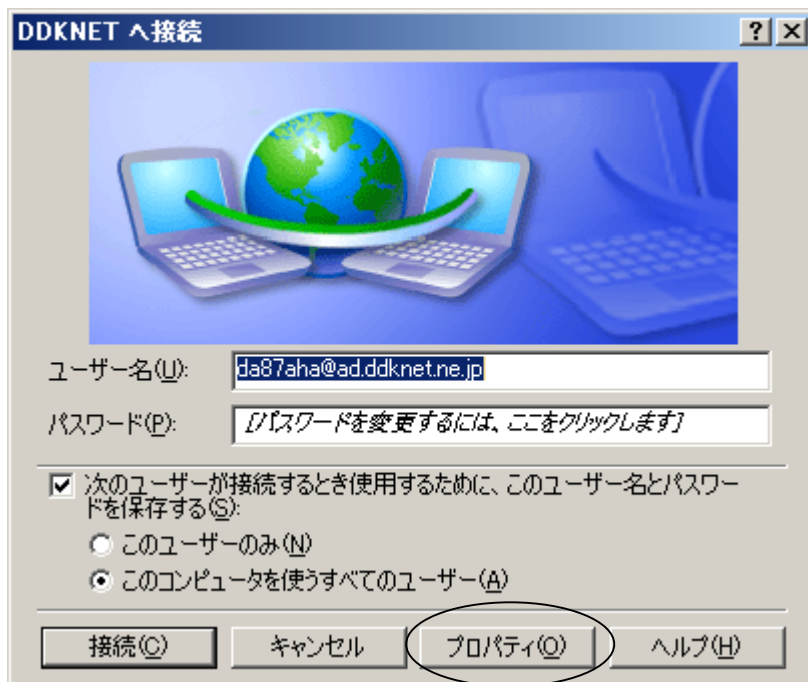 DDKNET へ接続
ユーザー名(U):
da87aha@ad.ddknet.ne.jp
パスワード(P):
[パスワードを変更するには、ここをクリックします]
次のユーザーが接続するとき使用するために、このユーザー名とパスワー
ドを保存する(S):
このユーザーのみ(N)
このコンピュータを使うすべてのユーザー(A)
接続(C)
キャンセル
プロパティ(O)
ヘルプ(H)